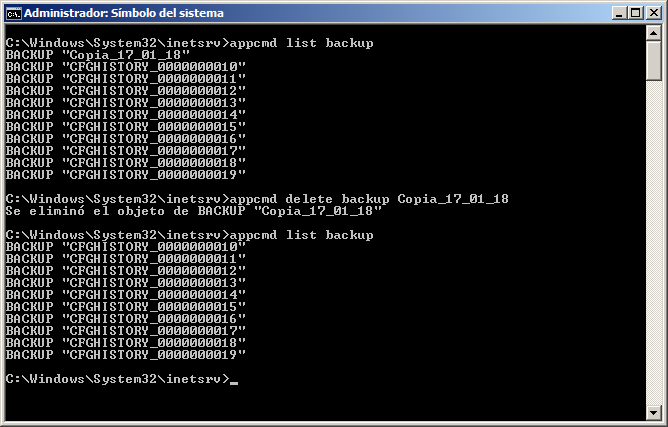 Administrador: Símbolo del sistema
C:\Windows\System32\inetsrv>appcmd list backup
BACKUP "Copia_17_01_18"
BACKUP "CFGHISTORY_0000000010"
BACKUP "CFGHISTORY_0000000011"
BACKUP "CFGHISTORY_0000000012"
BACKUP "CFGHISTORY_0000000013"
BACKUP "CFGHISTORY_0000000014"
BACKUP "CFGHISTORY_0000000015"
BACKUP "CFGHISTORY_0000000016"
BACKUP "CFGHISTORY_0000000017"
BACKUP "CFGHISTORY_0000000018"
BACKUP "CFGHISTORY_0000000019"
C:\Windows\System32\inetsrv>appcmd delete backup Copia_17_01_18
Se eliminó el objeto de BACKUP "Copia_17_01_18"
C:\Windows\System32\inetsrv>appcmd list backup
BACKUP "CFGHISTORY_0000000010"
BACKUP "CFGHISTORY_0000000011"
BACKUP "CFGHISTORY_0000000012"
BACKUP "CFGHISTORY_0000000013"
BACKUP "CFGHISTORY_0000000014"
BACKUP "CFGHISTORY_0000000015"
BACKUP "CFGHISTORY_0000000016"
BACKUP "CFGHISTORY_0000000017"
BACKUP "CFGHISTORY_0000000018"
BACKUP "CFGHISTORY_0000000019"
C:\Windows\System32\inetsrv>_